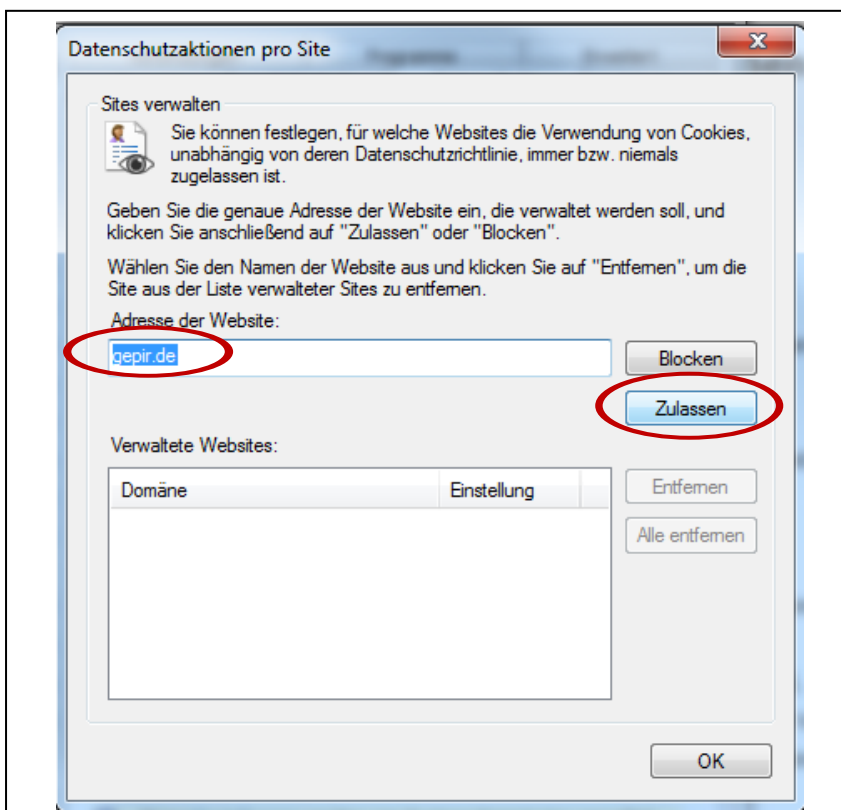 Datenschutzaktionen pro Site
Sites verwalten
Sie können festlegen, für welche Websites die Verwendung von Cookies,
unabhängig von deren Datenschutzrichtlinie, immer bzw. niemals
zugelassen ist.
Geben Sie die genaue Adresse der Website ein, die verwaltet werden soll, und
klicken Sie anschließend auf "Zulassen" oder "Blocken".
Wählen Sie den Namen der Website aus und klicken Sie auf "Entfernen", um die
Site aus der Liste verwalteter Sites zu entfernen.
Adresse der Website:
gepir.de
Blocken
Zulassen
Verwaltete Websites:
Domäne Einstellung
Entfernen
Alle entfernen
OK